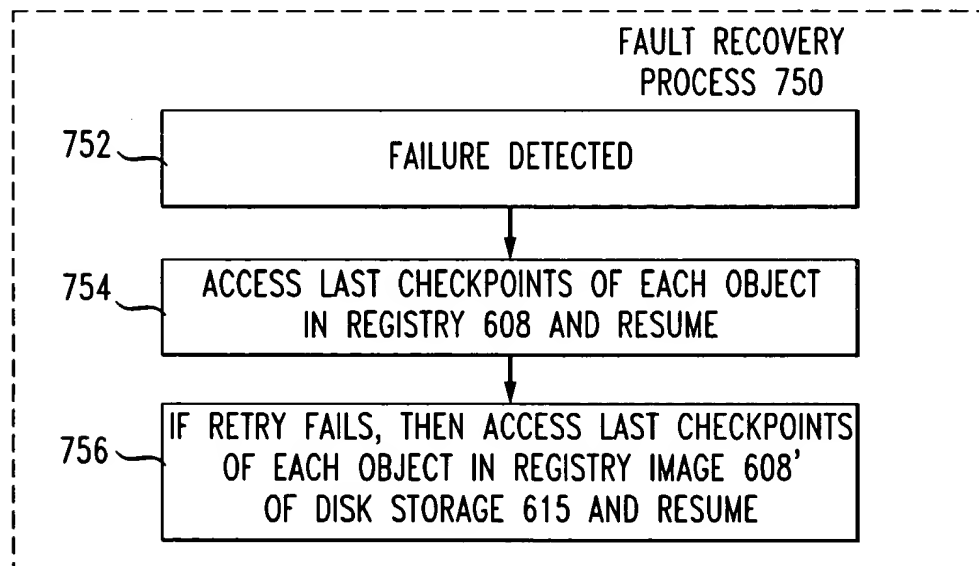 FAULT RECOVERY
PROCESS 750
752
FAILURE DETECTED
754
ACCESS LAST CHECKPOINTS OF EACH OBJECT
IN REGISTRY 608 AND RESUME
756
IF RETRY FAILS, THEN ACCESS LAST CHECKPOINTS
OF EACH OBJECT IN REGISTRY IMAGE 608'
OF DISK STORAGE 615 AND RESUME